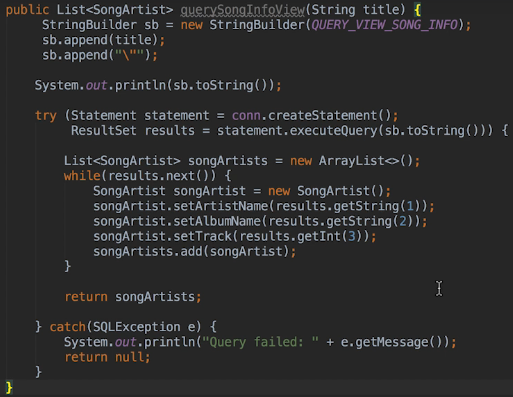 public List<SongArtist> querySongInfoView(String title) {
StringBuilder sb = new StringBuilder(QUERY_VIEW_SONG_INFO);
sb.append(title);
sb.append("\"");
System.out.println(sb.toString());
try (Statement statement = conn.createStatement();
ResultSet results = statement.executeQuery(sb.toString())) {
List<SongArtist> songArtists = new ArrayList<>();
while(results.next()) {
SongArtist songArtist = new SongArtist();
songArtist.setArtistName(results.getString(1));
songArtist.setAlbumName(results.getString(2));
songArtist.setTrack(results.getInt(3));
songArtists.add(songArtist);
}
return songArtists;
} catch(SQLException e) {
System.out.println("Query failed: " + e.getMessage());
return null;
}
}